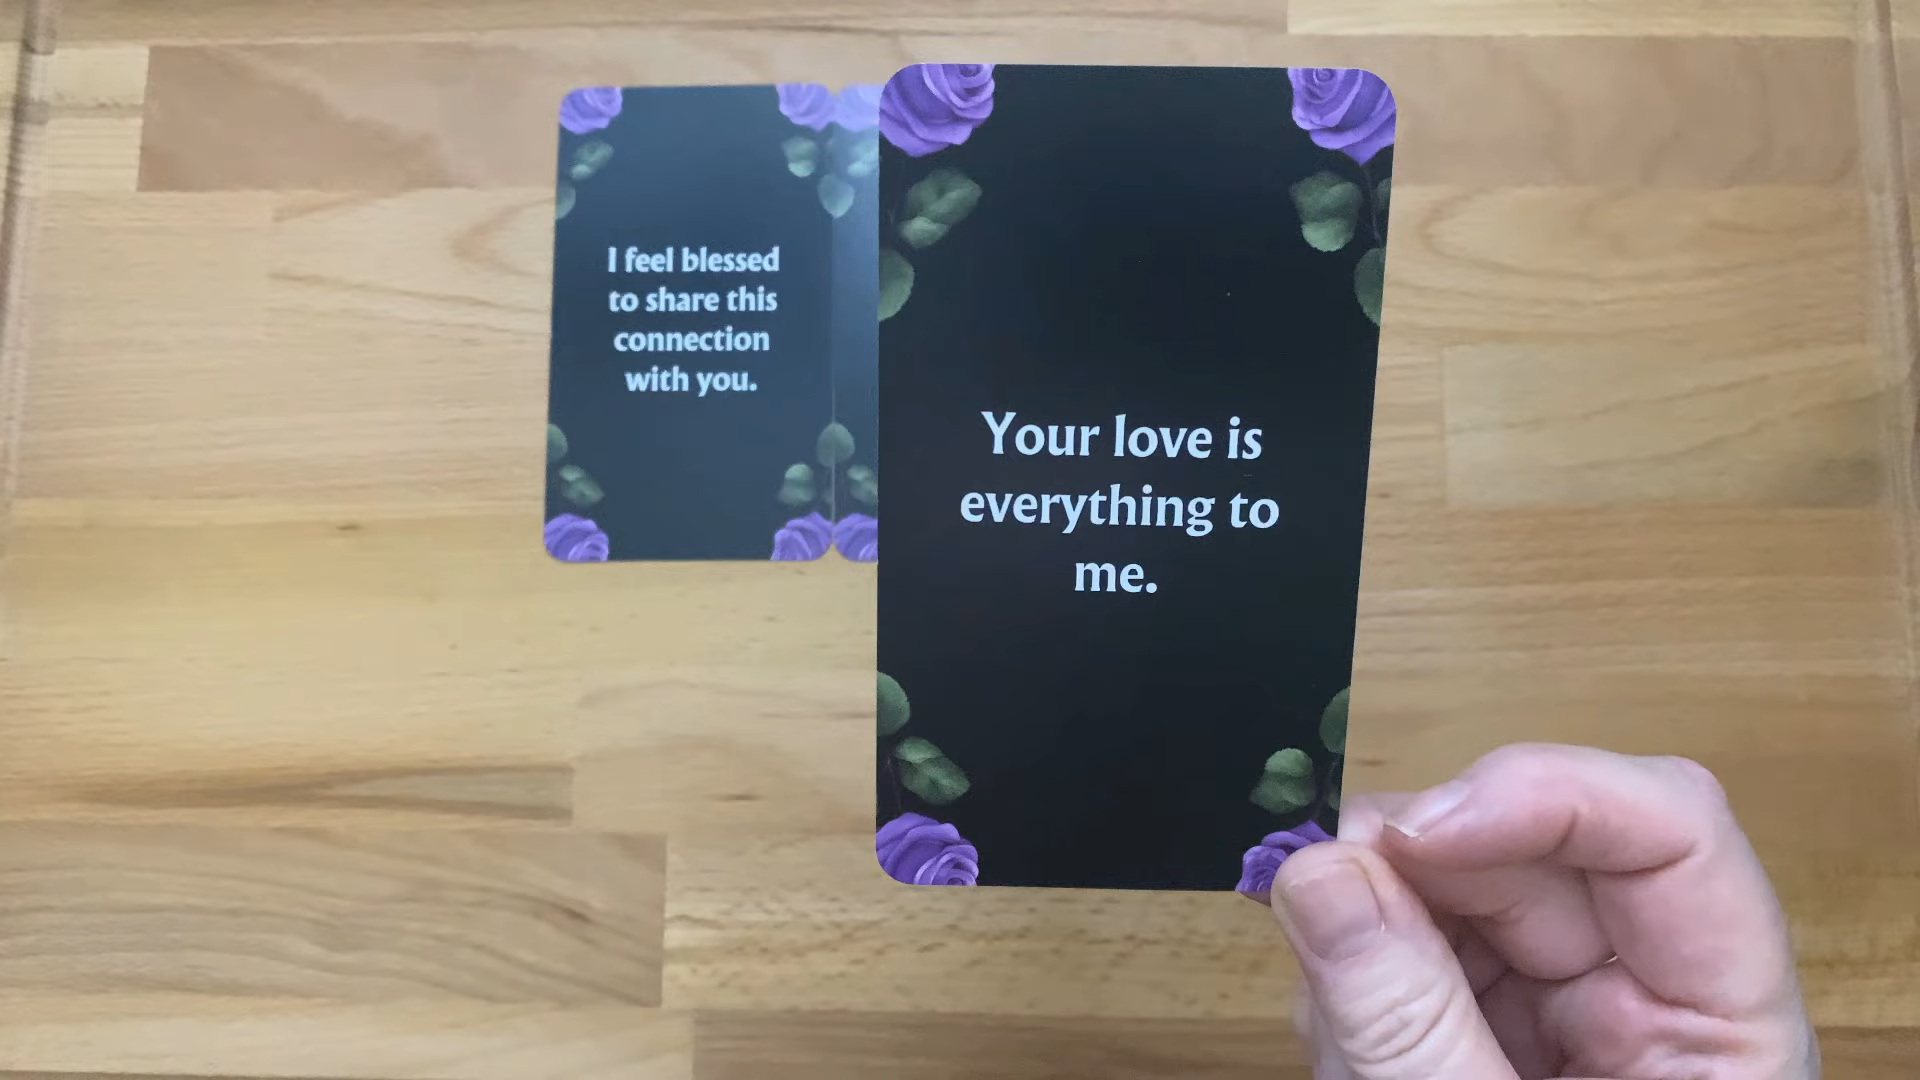 I feel blessed
to share this
connection
with you.
Your love is
everything to
me.